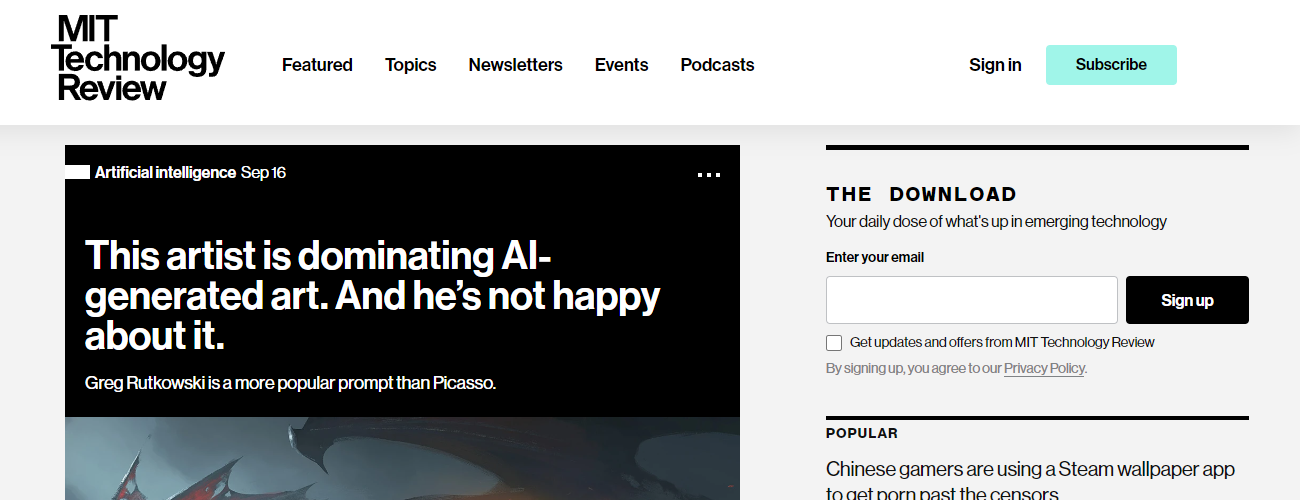 MIT
Technology
Review
Featured
Topics
Newsletters
Events
Podcasts
Sign in
Subscribe
Artificial intelligence Sep 16
This artist is dominating AI-
generated art. And he’s not happy
about it.
Greg Rutkowski is a more popular prompt than Picasso.
THE DOWNLOAD
Your daily dose of what's up in emerging technology
Enter your email
Sign up
Get updates and offers from MIT Technology Review
By signing up, you agree to our Privacy Policy.
POPULAR
Chinese gamers are using a Steam wallpaper app
to get porn past the censors